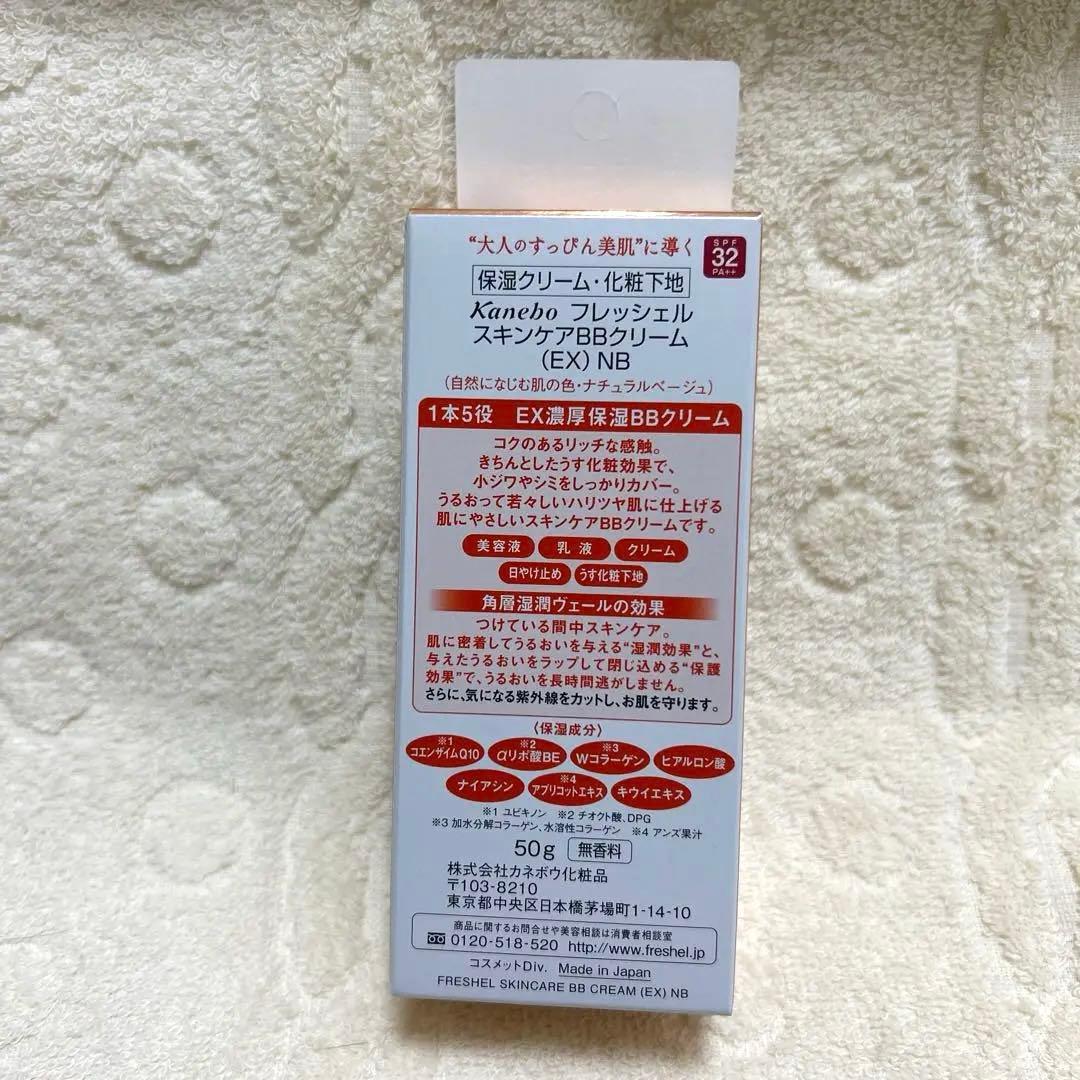 “大人のすっぴん美肌”に導く
SPF
32
PA++
保湿クリーム・化粧下地
Kanebo フレッシェル
スキンケアBBクリーム
(EX) NB
(自然になじむ肌の色・ナチュラルベージュ)
1本5役 EX濃厚保湿BBクリーム
コクのあるリッチな感触。
きちんとしたうす化粧効果で、
小ジワやシミをしっかりカバー。
うるおって若々しいハリツヤ肌に仕上げる
肌にやさしいスキンケアBBクリームです。
美容液 乳液 クリーム
日やけ止め うす化粧下地
角層湿潤ヴェールの効果
つけている間中スキンケア。
肌に密着してうるおいを与える“湿潤効果”と、
与えたうるおいをラップして閉じ込める“保護
効果”で、うるおいを長時間逃がしません。
さらに、気になる紫外線をカットし、お肌を守ります。
〈保湿成分〉
※1 コエンザイムQ10 ※2 αリポ酸BE ※3 Wコラーゲン ヒアルロン酸
ナイアシン ※4 アプリコットエキス キウイエキス
※1 ユビキノン ※2 チオクト酸、DPG
※3 加水分解コラーゲン、水溶性コラーゲン ※4 アンズ果汁
50g 無香料
株式会社カネボウ化粧品
〒103-8210
東京都中央区日本橋茅場町1-14-10
商品に関するお問合せや美容相談は消費者相談室
0120-518-520 http://www.freshel.jp
コスメットDiv. Made in Japan
FRESHEL SKINCARE BB CREAM (EX) NB